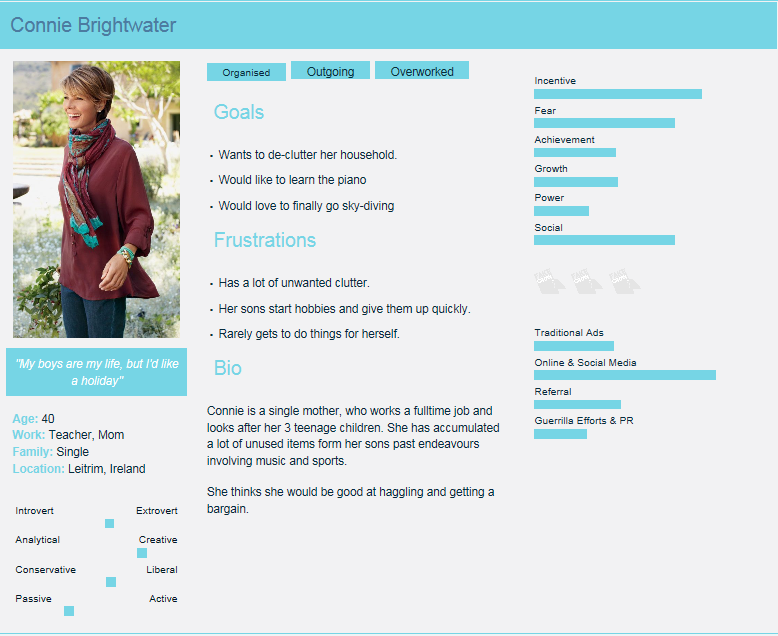 Connie Brightwater
"My boys are my life, but I'd like
a holiday"
Age: 40
Work: Teacher, Mom
Family: Single
Location: Leitrim, Ireland
Introvert Extrovert
Analytical Creative
Conservative Liberal
Passive Active
Organised Outgoing Overworked
Goals
• Wants to de-clutter her household.
• Would like to learn the piano
• Would love to finally go sky-diving
Frustrations
• Has a lot of unwanted clutter.
• Her sons start hobbies and give them up quickly.
• Rarely gets to do things for herself.
Bio
Connie is a single mother, who works a fulltime job and
looks after her 3 teenage children. She has accumulated
a lot of unused items form her sons past endeavours
involving music and sports.
She thinks she would be good at haggling and getting a
bargain.
Incentive
Fear
Achievement
Growth
Power
Social
Traditional Ads
Online & Social Media
Referral
Guerrilla Efforts & PR